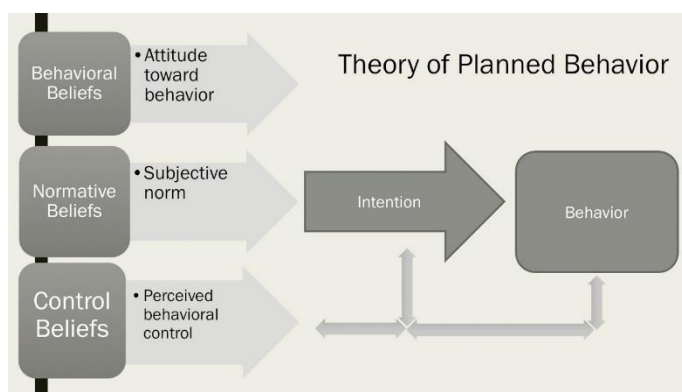 Theory of Planned Behavior
Behavioral
Beliefs
• Attitude
toward
behavior
Normative
Beliefs
• Subjective
norm
Control
Beliefs
• Perceived
behavioral
control
Intention
Behavior